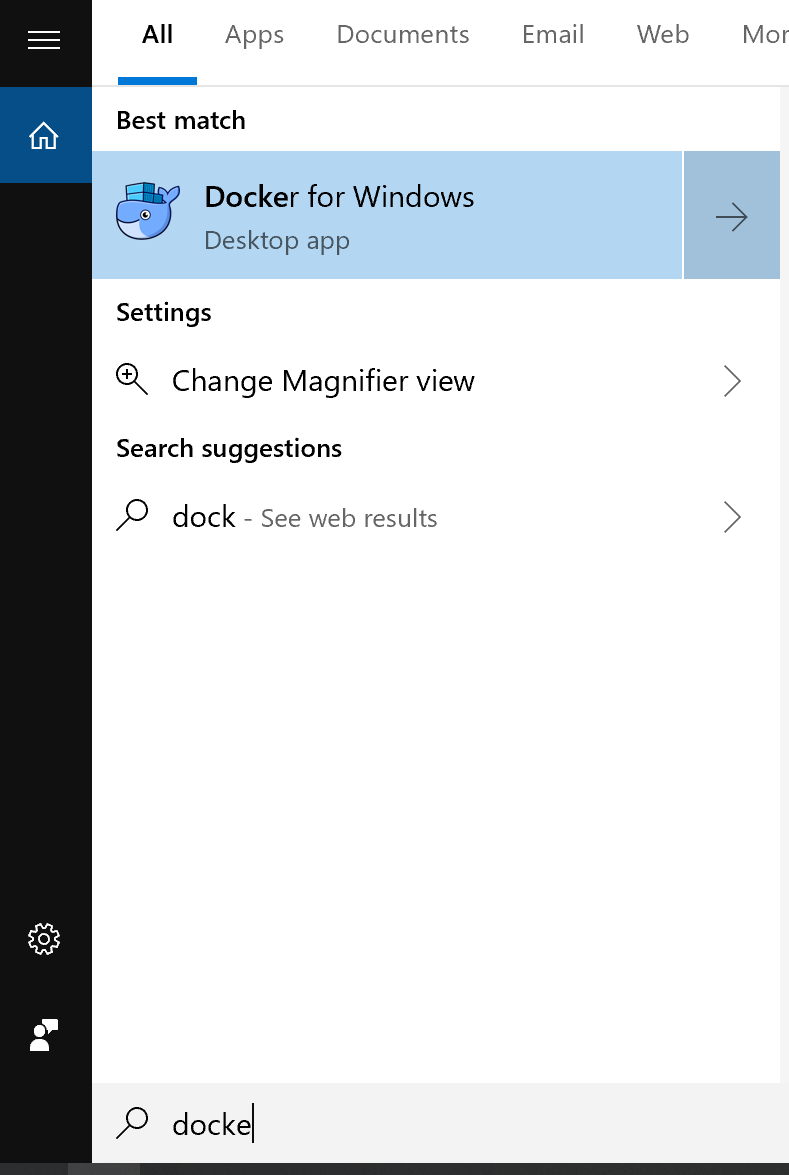 All Apps Documents Email Web Mor
Best match
Docker for Windows
Desktop app
Settings
Change Magnifier view
Search suggestions
dock - See web results
docke